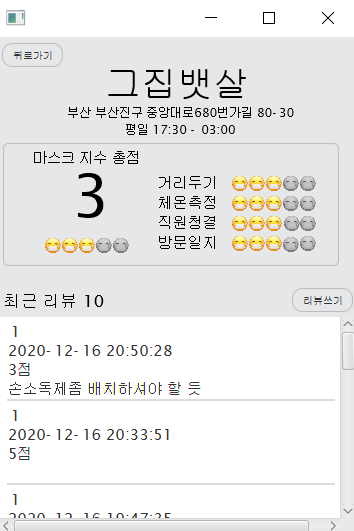 뒤로가기
그집뱃살
부산 부산진구 중앙대로680번가길 80-30
평일 17:30 - 03:00
마스크 지수 총점
3
거리두기
체온측정
직원청결
방문일지
최근 리뷰 10
리뷰쓰기
1
2020-12-16 20:50:28
3점
손소독제좀 배치하셔야 할 듯
1
2020-12-16 20:33:51
5점
1
2020-12-16 19:47:35